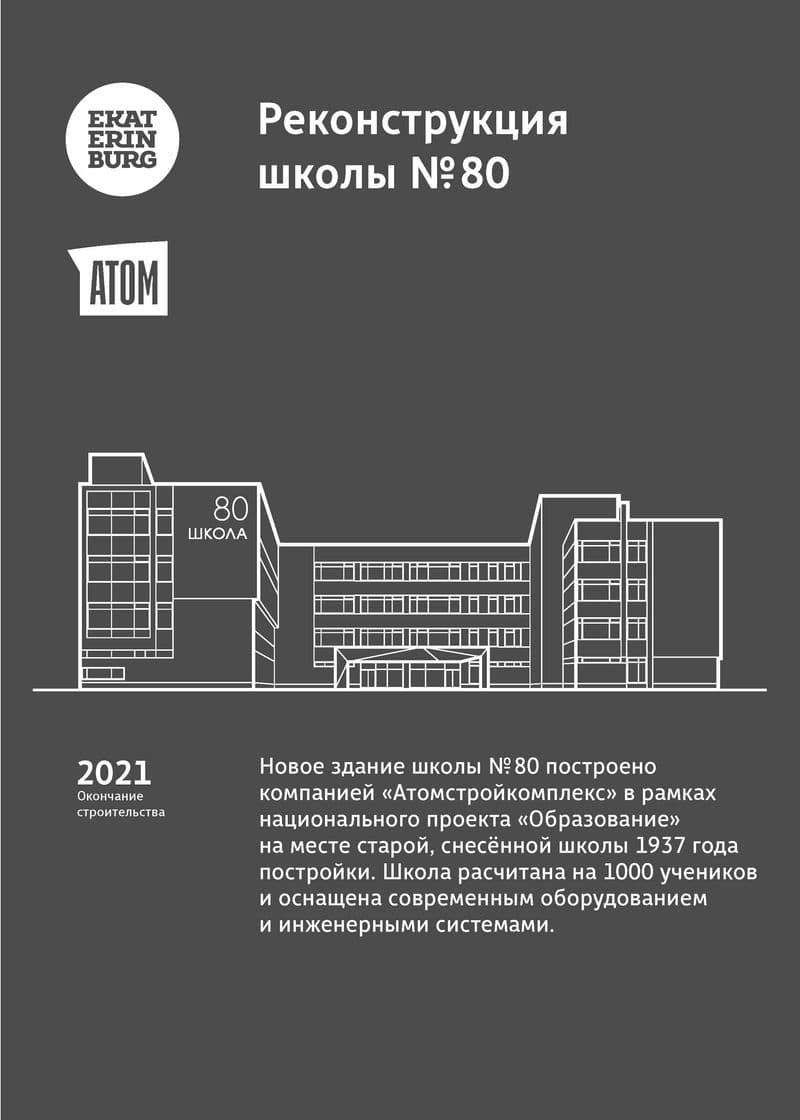 EKAT
ERIN
BURG
Реконструкция
школы №80
АТОМ
80
ШКОЛА
2021
Окончание
строительства
Новое здание школы №80 построено
компанией «Атомстройкомплекс» в рамках
национального проекта «Образование»
на месте старой, снесённой школы 1937 года
постройки. Школа расчитана на 1000 учеников
и оснащена современным оборудованием
и инженерными системами.